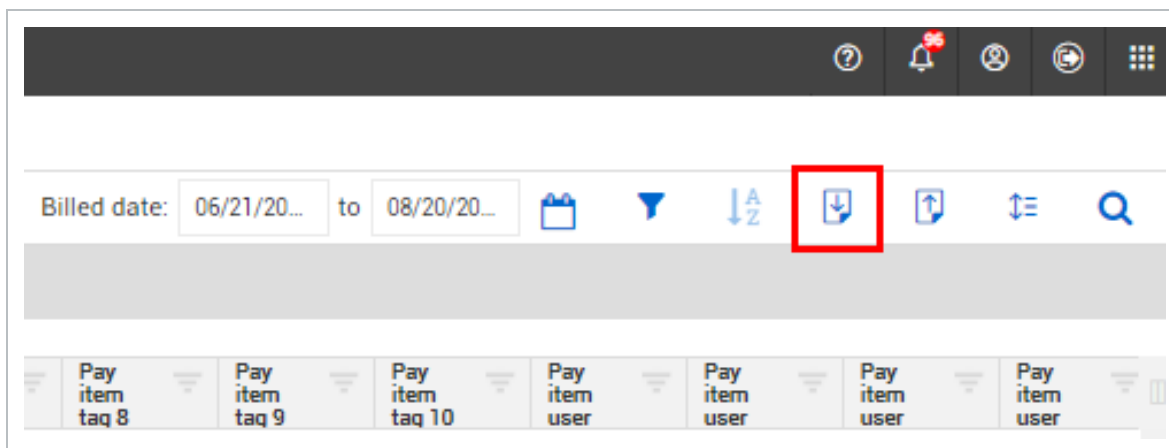 96
Billed date: 06/21/20... to 08/20/20...
A
Z
Pay item tag 8
Pay item tag 9
Pay item tag 10
Pay item user
Pay item user
Pay item user
Pay item user